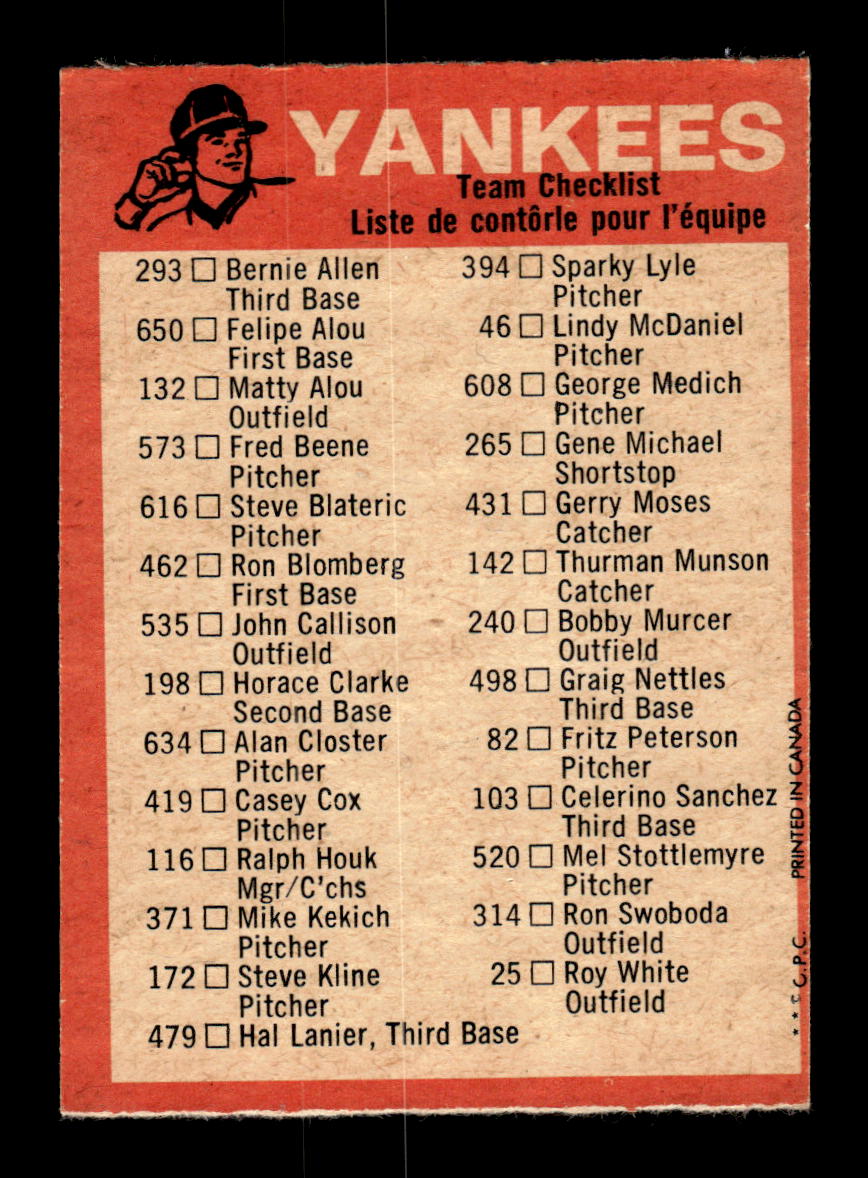 YANKEES
Team Checklist
Liste de contôrle pour l'équipe
293 □ Bernie Allen
Third Base
650 □ Felipe Alou
First Base
132 □ Matty Alou
Outfield
573 □ Fred Beene
Pitcher
616 □ Steve Blateric
Pitcher
462 □ Ron Blomberg
First Base
535 □ John Callison
Outfield
198 □ Horace Clarke
Second Base
634 □ Alan Closter
Pitcher
419 □ Casey Cox
Pitcher
116 □ Ralph Houk
Mgr/C'chs
371 □ Mike Kekich
Pitcher
172 □ Steve Kline
Pitcher
479 □ Hal Lanier, Third Base
394 □ Sparky Lyle
Pitcher
46 □ Lindy McDaniel
Pitcher
608 □ George Medich
Pitcher
265 □ Gene Michael
Shortstop
431 □ Gerry Moses
Catcher
142 □ Thurman Munson
Catcher
240 □ Bobby Murcer
Outfield
498 □ Graig Nettles
Third Base
82 □ Fritz Peterson
Pitcher
103 □ Celerino Sanchez
Third Base
520 □ Mel Stottlemyre
Pitcher
314 □ Ron Swoboda
Outfield
25 □ Roy White
Outfield
* * © O.P.C. PRINTED IN CANADA